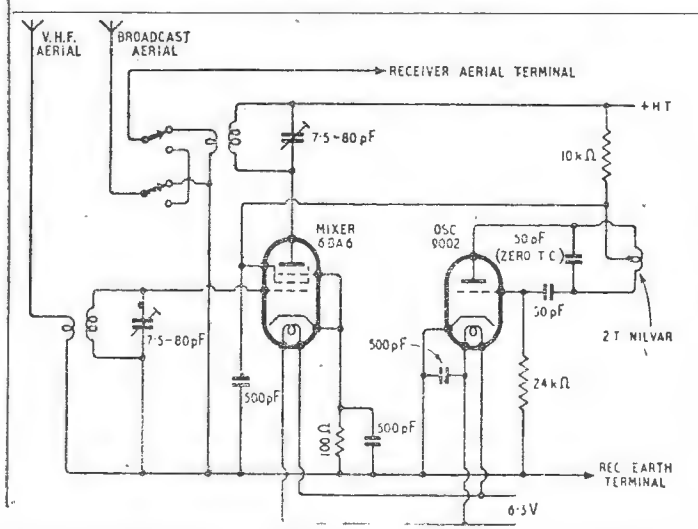 V.H.F.
AERIAL
BROADCAST
AERIAL
RECEIVER AERIAL TERMINAL
+HT
7·5-80pF
10kΩ
MIXER
6BA6
OSC
9002
50pF
(ZERO T.C)
50pF
7·5-80pF
500pF
2T NILVAR
500pF
100Ω
500pF
24kΩ
REC EARTH
TERMINAL
6·3V